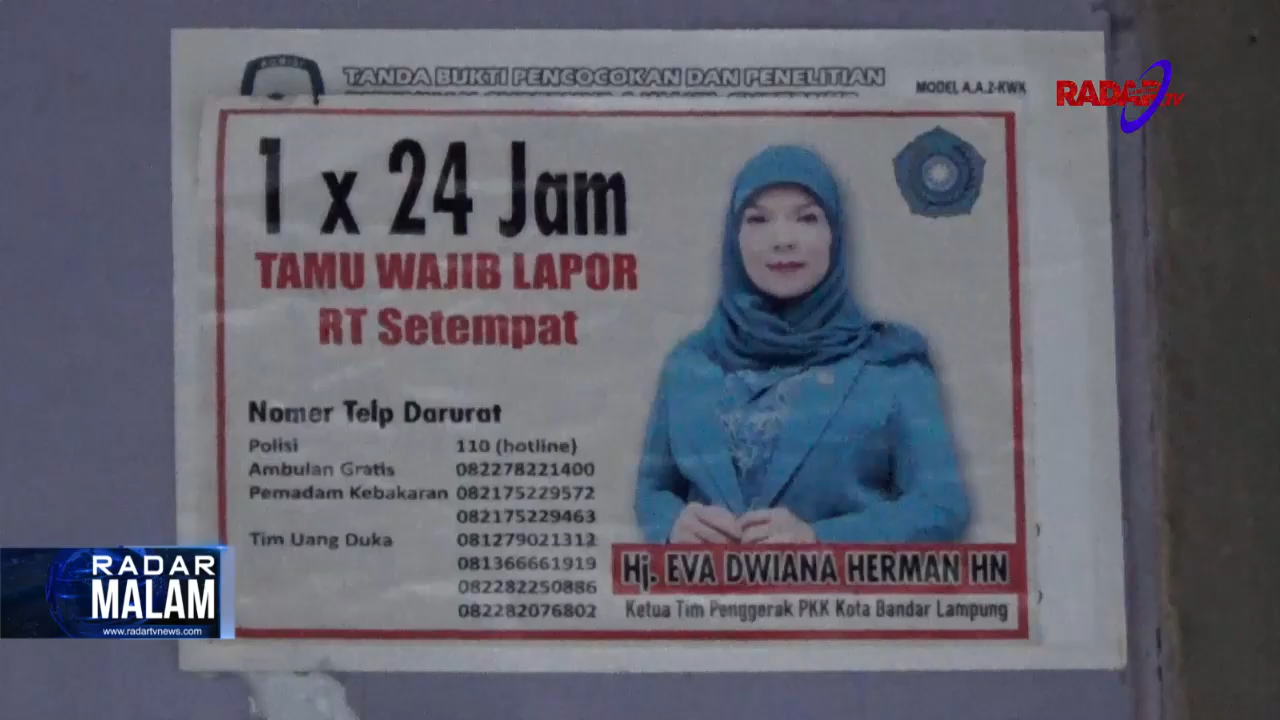 TANDA BUKTI PENCOCOKAN DAN PENELITIAN
MODEL A.A.2-KWK
RADAR TV
1 x 24 Jam
TAMU WAJIB LAPOR
RT Setempat
Nomer Telp Darurat
Polisi 110 (hotline)
Ambulan Gratis 082278221400
Pemadam Kebakaran 082175229572
082175229463
Tim Uang Duka 081279021312
081366661919
082282250886
082282076802
Hj. EVA DWIANA HERMAN HN
Ketua Tim Penggerak PKK Kota Bandar Lampung
RADAR
MALAM
www.radartvnews.com